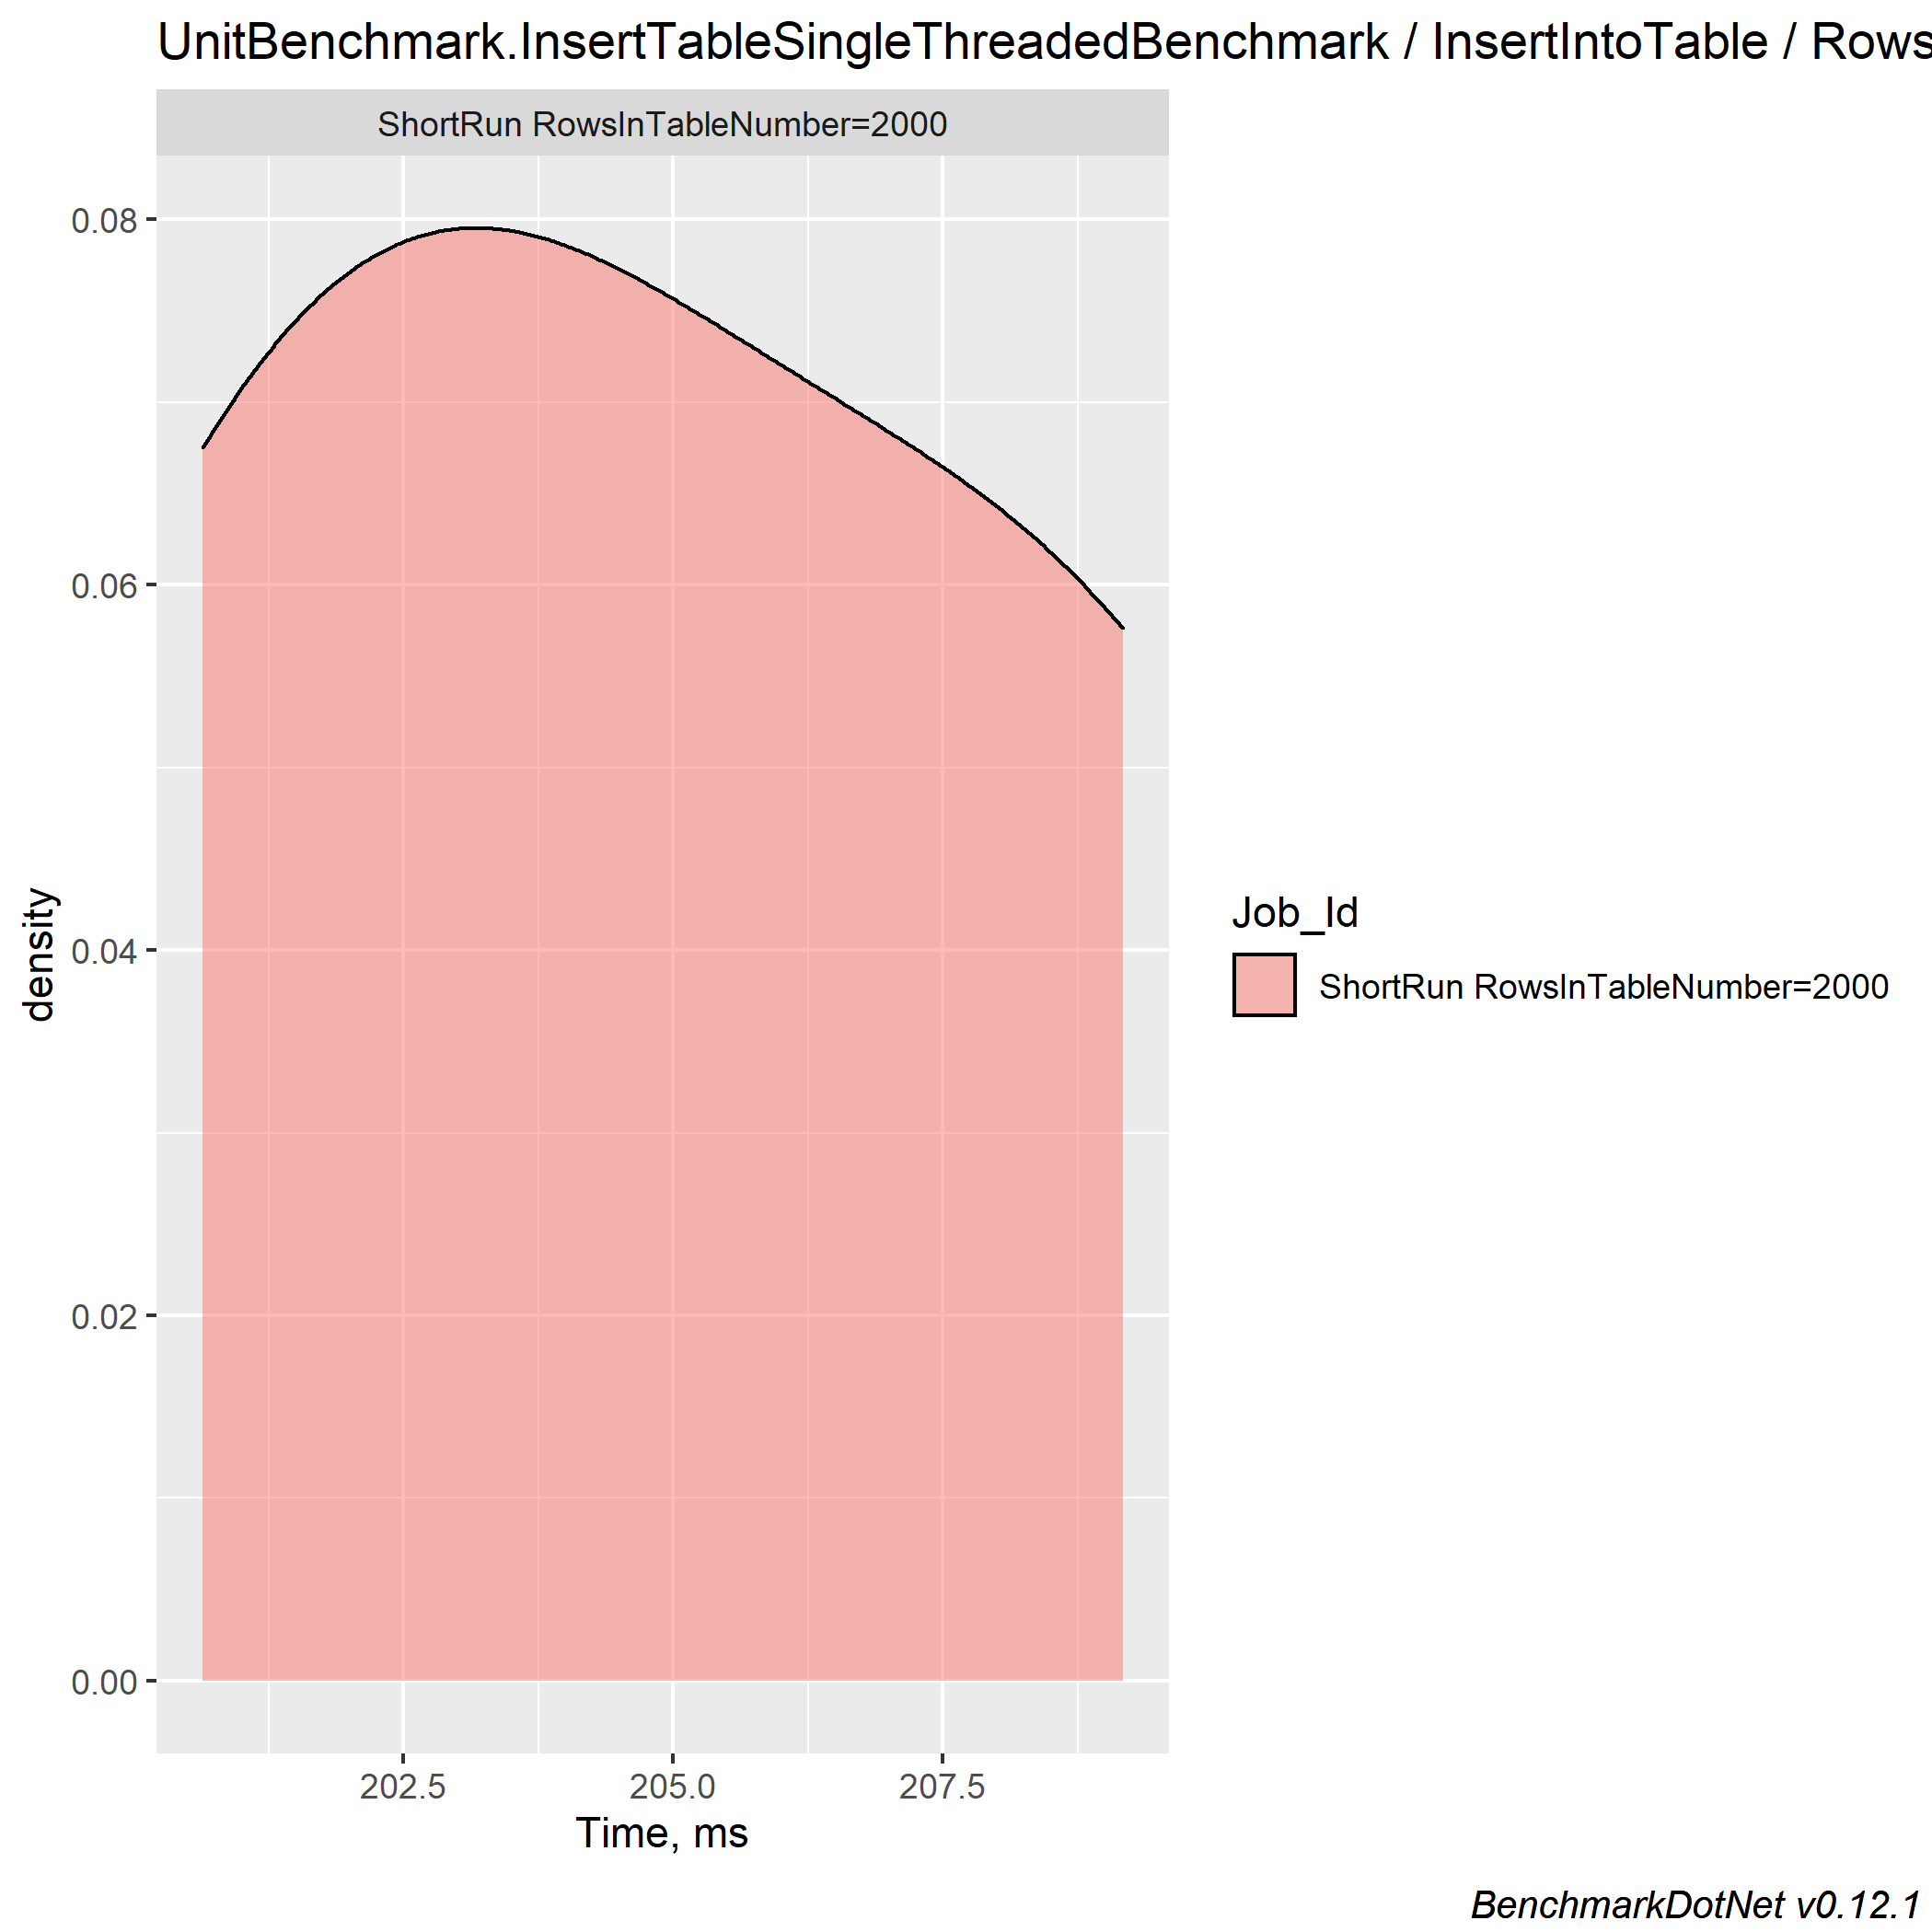 UnitBenchmark.InsertTableSingleThreadedBenchmark / InsertIntoTable / Rows
ShortRun RowsInTableNumber=2000
0.08
0.06
0.04
0.02
0.00
density
202.5 205.0 207.5
Time, ms
Job_Id
ShortRun RowsInTableNumber=2000
BenchmarkDotNet v0.12.1